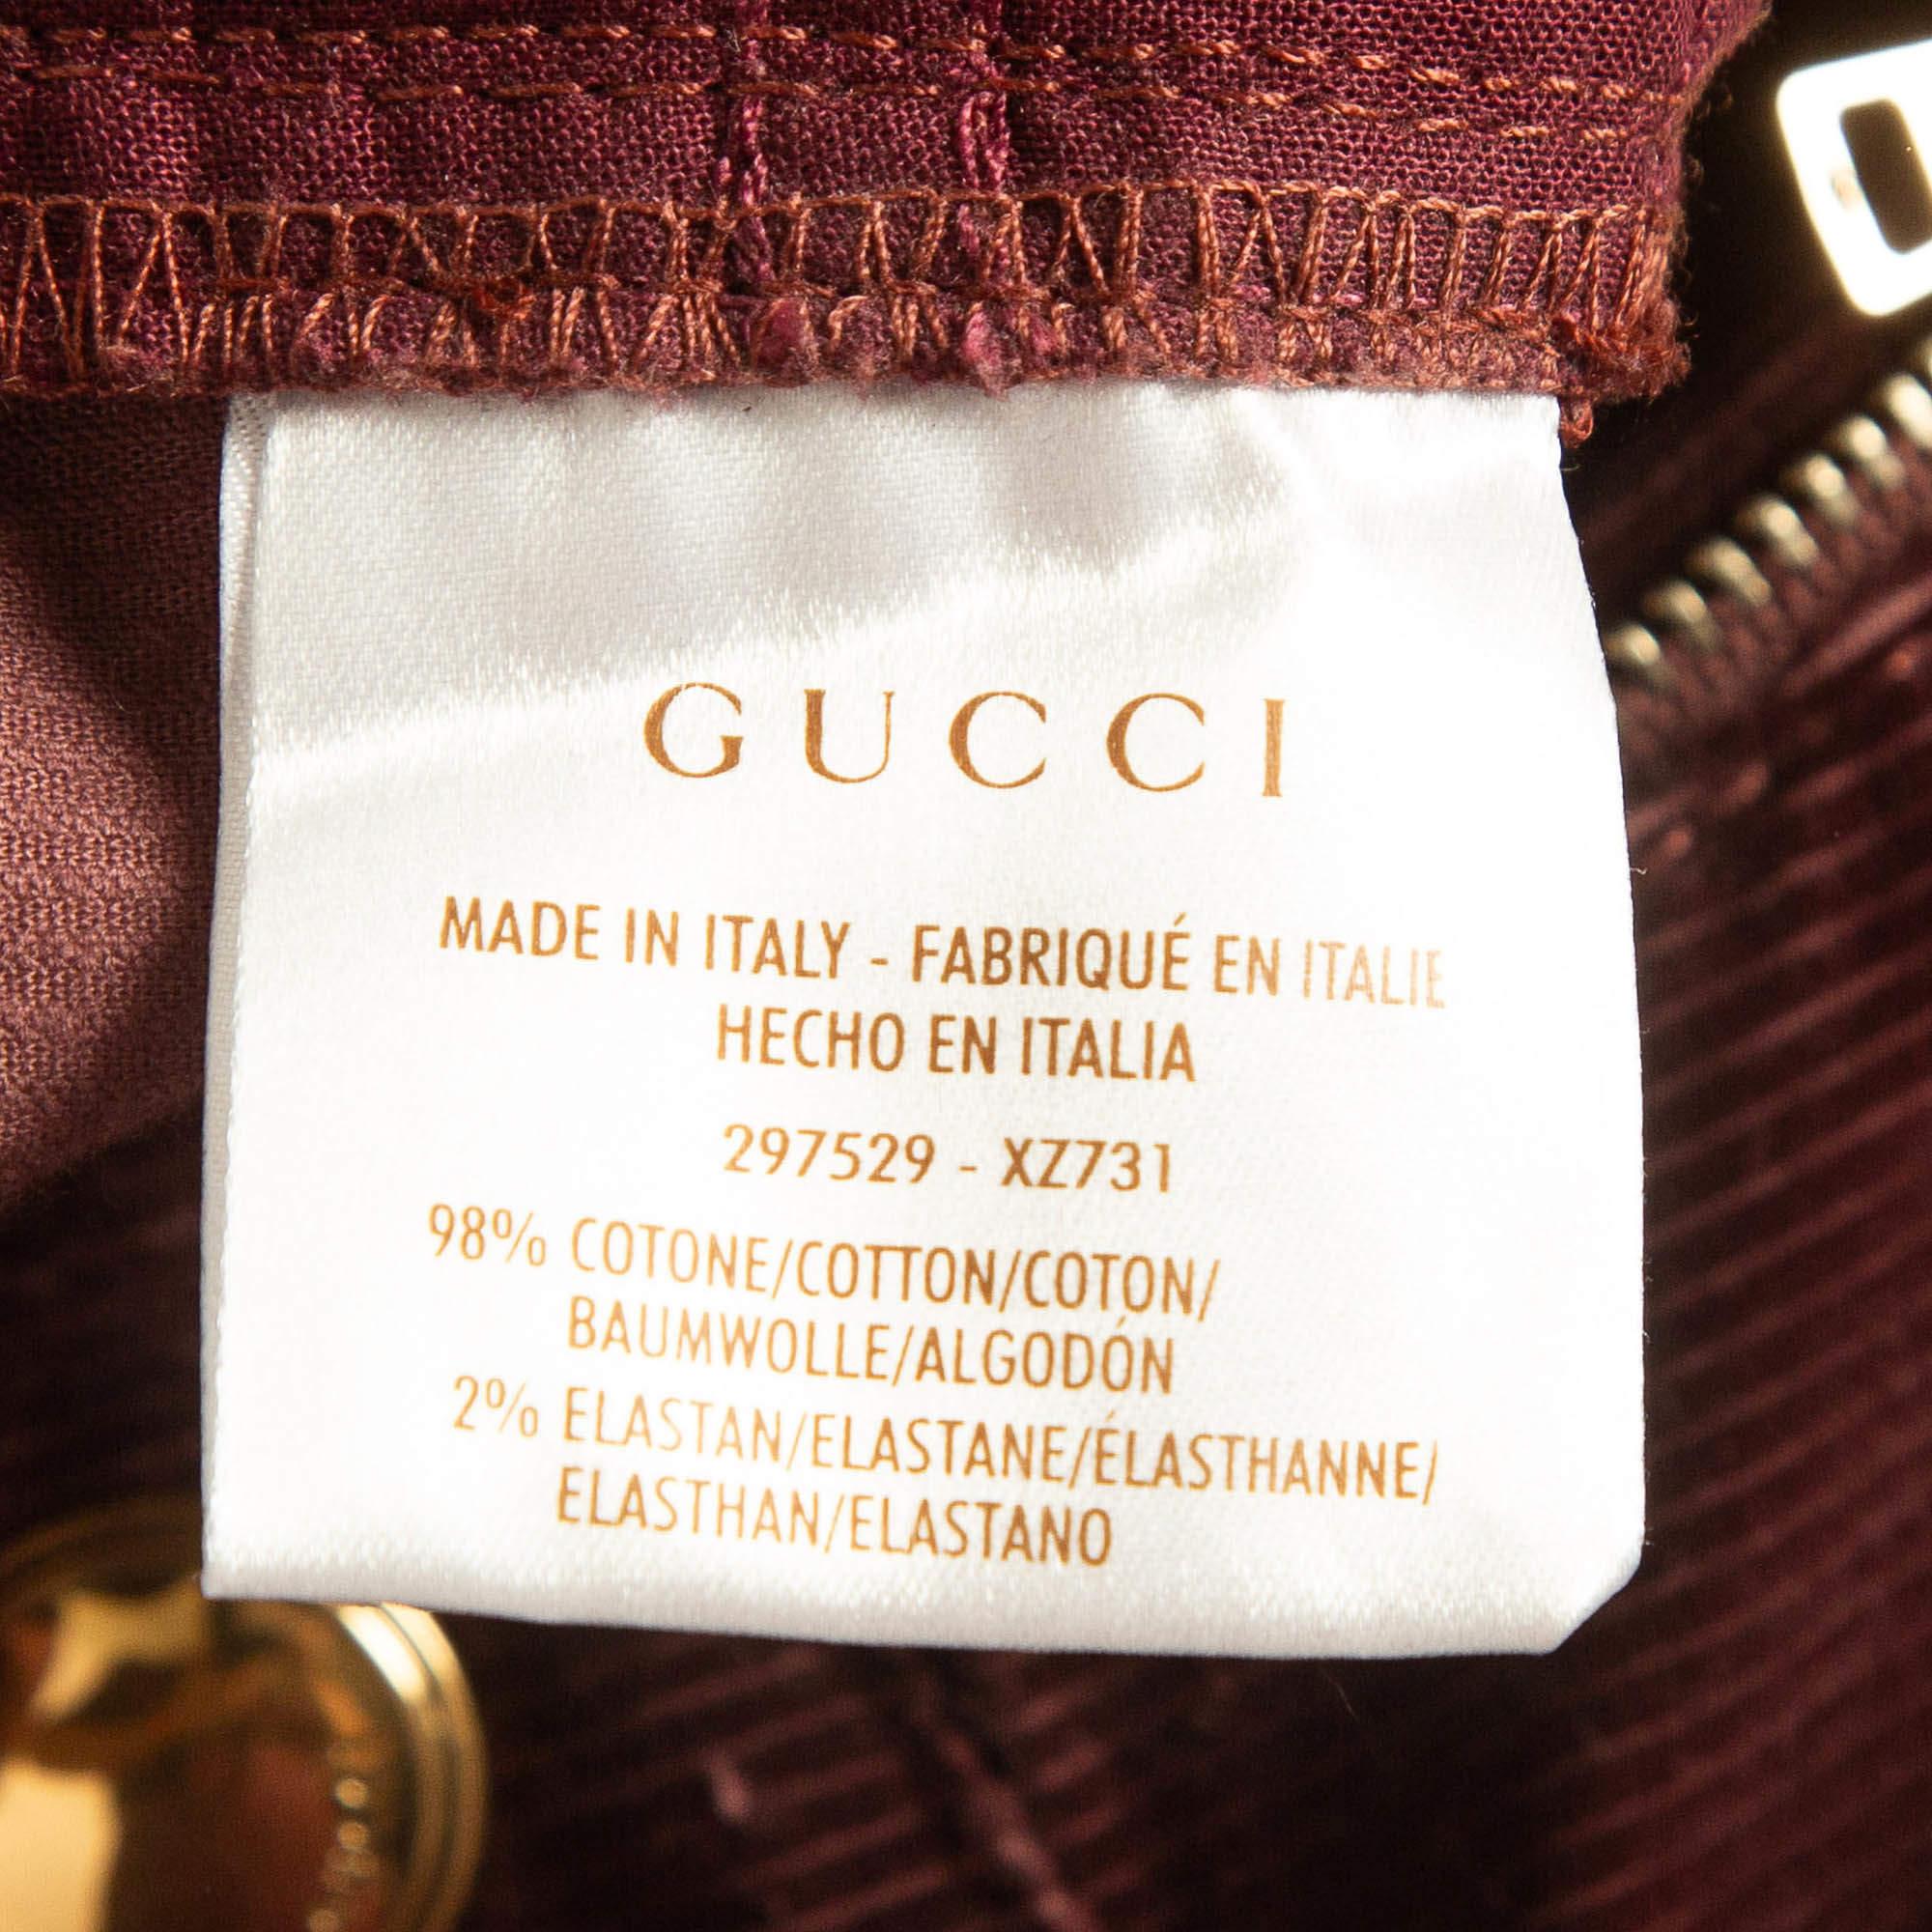 GUCCI
MADE IN ITALY - FABRIQUÉ EN ITALIE
HECHO EN ITALIA
297529 - XZ731
98% COTONE/COTTON/COTON/
BAUMWOLLE/ALGODÓN
2% ELASTAN/ELASTANE/ÉLASTHANNE/
ELASTHAN/ELASTANO